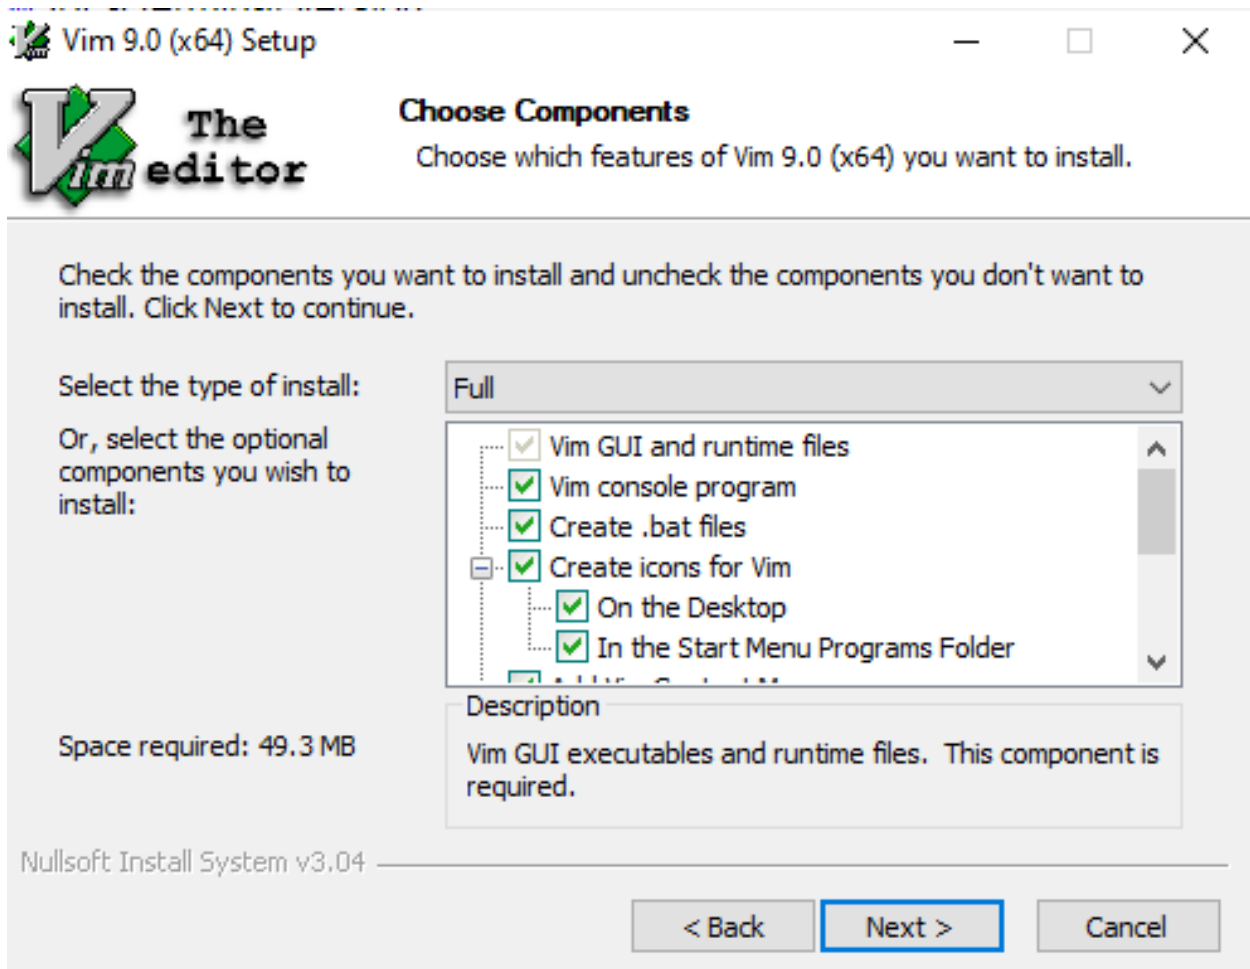 Vim 9.0 (x64) Setup
Vim The
editor
Choose Components
Choose which features of Vim 9.0 (x64) you want to install.
Check the components you want to install and uncheck the components you don't want to
install. Click Next to continue.
Select the type of install:
Full
Or, select the optional
components you wish to
install:
Vim GUI and runtime files
Vim console program
Create .bat files
Create icons for Vim
On the Desktop
In the Start Menu Programs Folder
Space required: 49.3 MB
Description
Vim GUI executables and runtime files. This component is
required.
Nullsoft Install System v3.04
< Back
Next >
Cancel